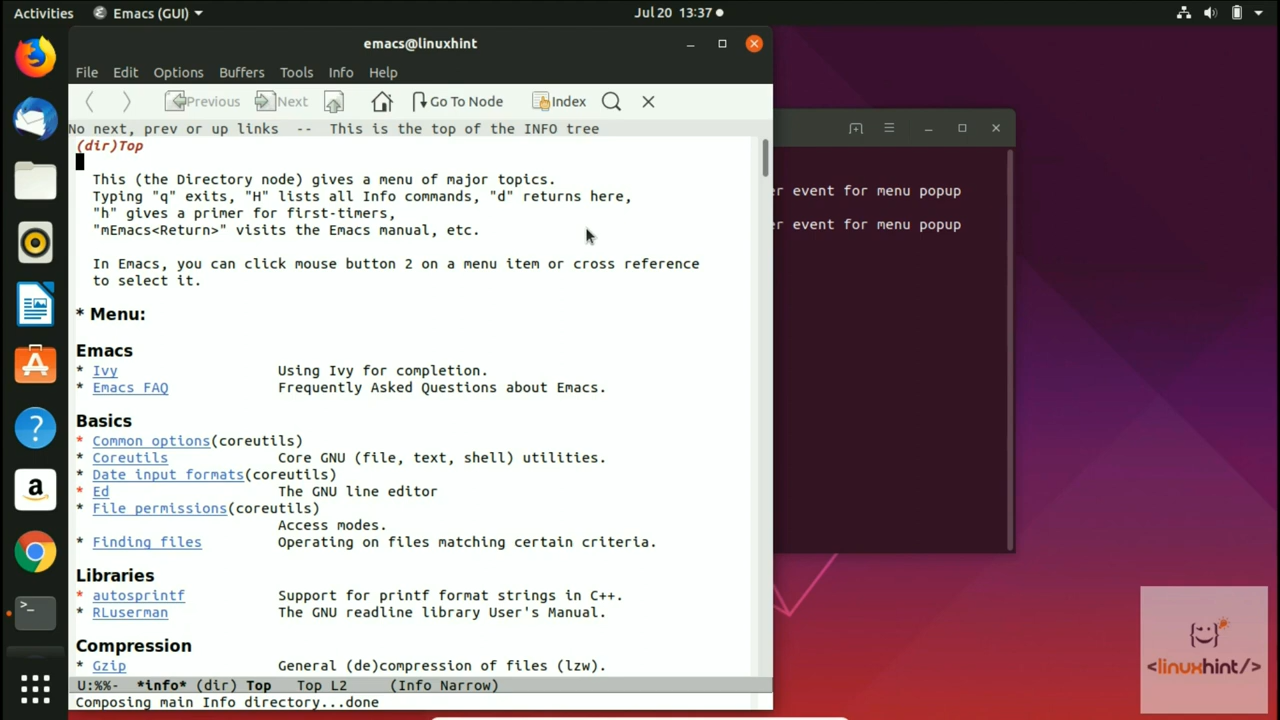 Activities
Emacs (GUI)
Jul 20 13:37
emacs@linuxhint
File Edit Options Buffers Tools Info Help
Previous Next Go To Node Index
No next, prev or up links -- This is the top of the INFO tree
(dir)Top
This (the Directory node) gives a menu of major topics.
Typing "q" exits, "H" lists all Info commands, "d" returns here,
"h" gives a primer for first-timers,
"mEmacs<Return>" visits the Emacs manual, etc.
In Emacs, you can click mouse button 2 on a menu item or cross reference
to select it.
* Menu:
Emacs
* Ivy Using Ivy for completion.
* Emacs FAQ Frequently Asked Questions about Emacs.
Basics
* Common options(coreutils)
* Coreutils Core GNU (file, text, shell) utilities.
* Date input formats(coreutils)
* Ed The GNU line editor
* File permissions(coreutils)
Access modes.
* Finding files Operating on files matching certain criteria.
Libraries
* autosprintf Support for printf format strings in C++.
* RLuserman The GNU readline library User's Manual.
Compression
* Gzip General (de)compression of files (lzw).
U:%%- *info* (dir) Top Top L2 (Info Narrow)
Composing main Info directory...done
er event for menu popup
er event for menu popup
<linuxhint/>